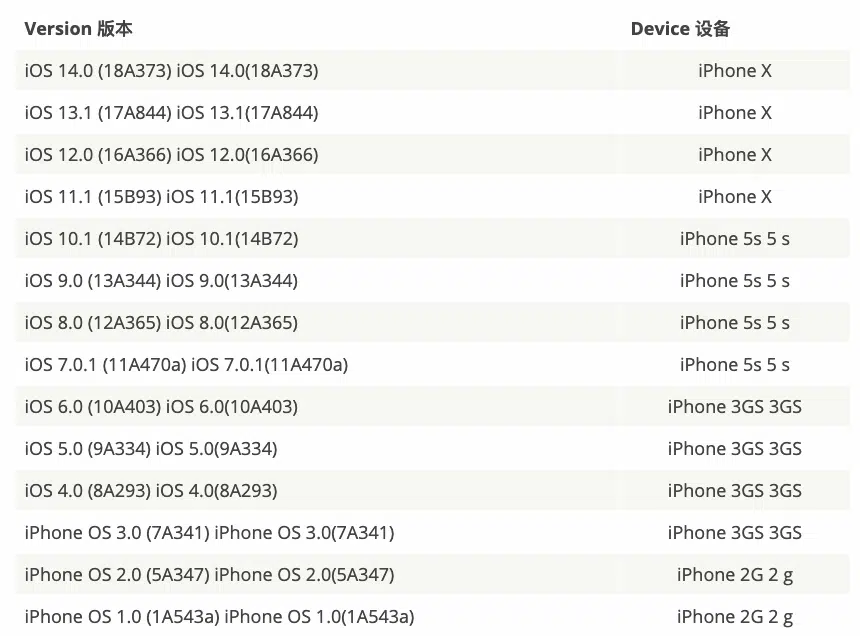 Version 版本 Device 设备
iOS 14.0 (18A373) iOS 14.0(18A373) iPhone X
iOS 13.1 (17A844) iOS 13.1(17A844) iPhone X
iOS 12.0 (16A366) iOS 12.0(16A366) iPhone X
iOS 11.1 (15B93) iOS 11.1(15B93) iPhone X
iOS 10.1 (14B72) iOS 10.1(14B72) iPhone 5s 5 s
iOS 9.0 (13A344) iOS 9.0(13A344) iPhone 5s 5 s
iOS 8.0 (12A365) iOS 8.0(12A365) iPhone 5s 5 s
iOS 7.0.1 (11A470a) iOS 7.0.1(11A470a) iPhone 5s 5 s
iOS 6.0 (10A403) iOS 6.0(10A403) iPhone 3GS 3GS
iOS 5.0 (9A334) iOS 5.0(9A334) iPhone 3GS 3GS
iOS 4.0 (8A293) iOS 4.0(8A293) iPhone 3GS 3GS
iPhone OS 3.0 (7A341) iPhone OS 3.0(7A341) iPhone 3GS 3GS
iPhone OS 2.0 (5A347) iPhone OS 2.0(5A347) iPhone 2G 2 g
iPhone OS 1.0 (1A543a) iPhone OS 1.0(1A543a) iPhone 2G 2 g